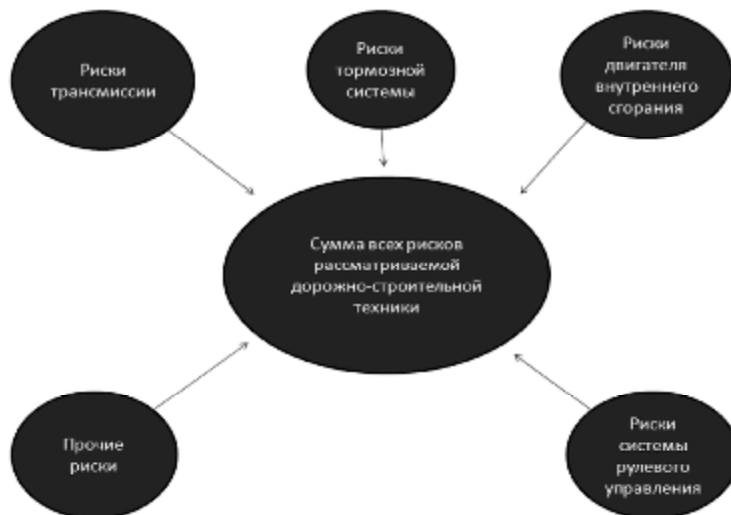 Риски
трансмиссии
Риски
тормозной
системы
Риски
двигателя
внутреннего
сгорания
Сумма всех рисков
рассматриваемой
дорожно-строительной
техники
Прочие
риски
Риски
системы
рулевого
управления